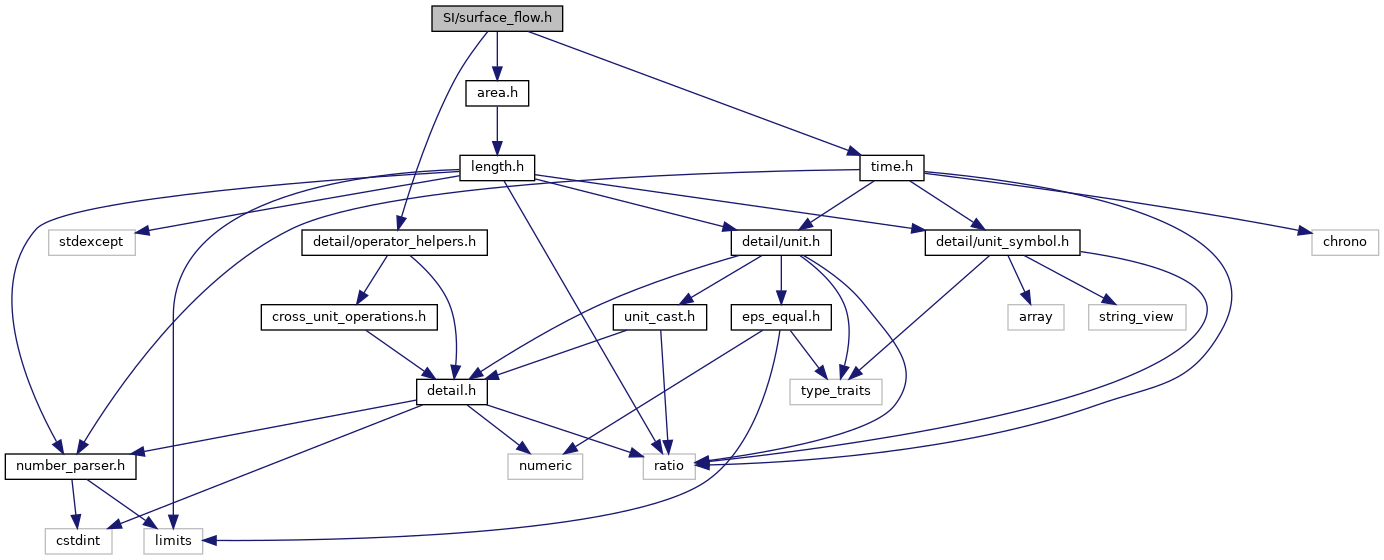 SI/surface_flow.h
area.h
length.h
time.h
stdexcept
detail/operator_helpers.h
detail/unit.h
detail/unit_symbol.h
chrono
cross_unit_operations.h
unit_cast.h
eps_equal.h
array
string_view
detail.h
type_traits
number_parser.h
numeric
ratio
cstdint
limits